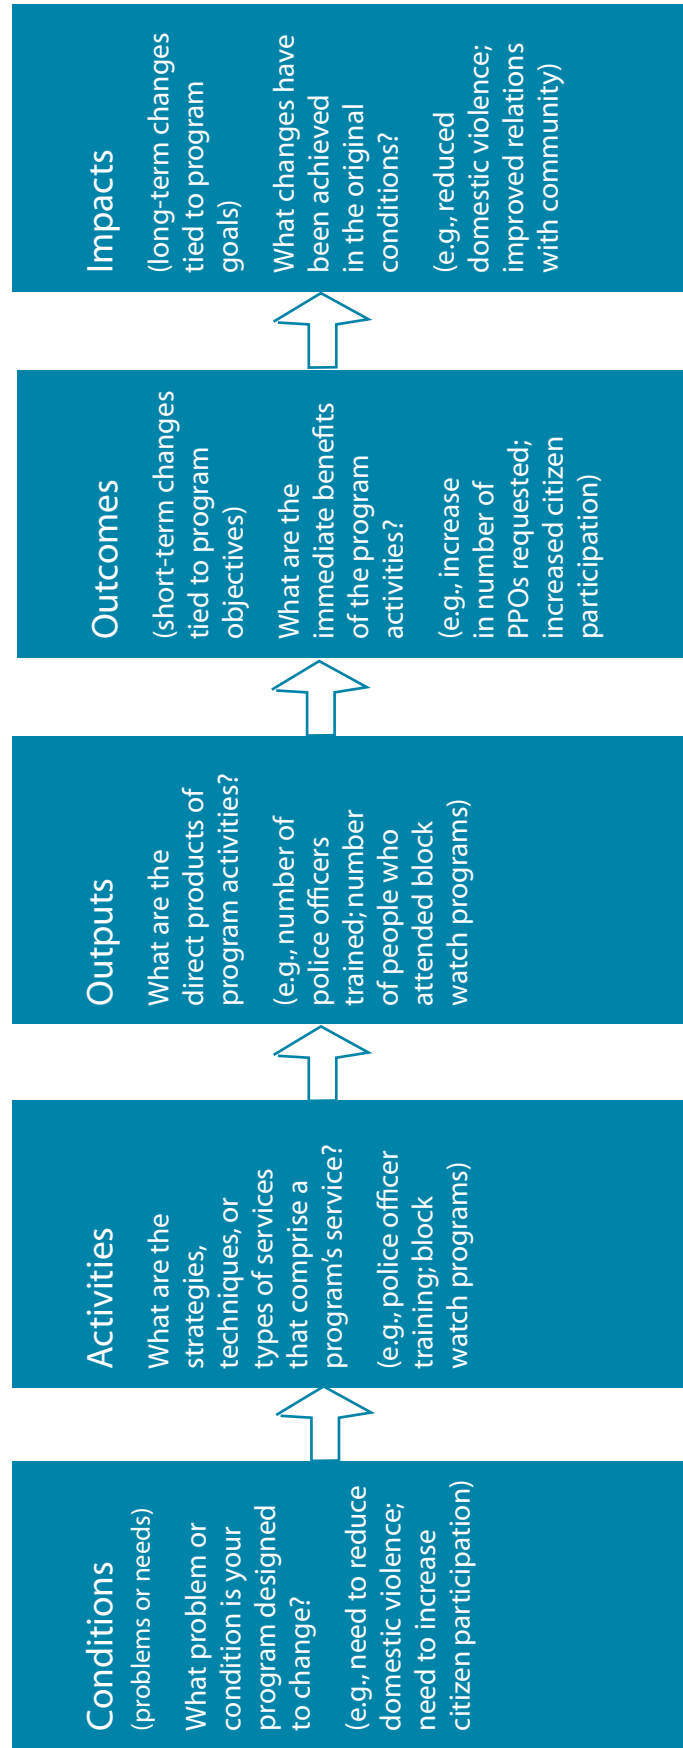 Conditions
(problems or needs)
What problem or
condition is your
program designed
to change?
(e.g., need to reduce
domestic violence;
need to increase
citizen participation)
Activities
What are the
strategies,
techniques, or
types of services
that comprise a
program’s service?
(e.g., police officer
training; block
watch programs)
Outputs
What are the
direct products of
program activities?
(e.g., number of
police officers
trained; number
of people who
attended block
watch programs)
Outcomes
(short-term changes
tied to program
objectives)
What are the
immediate benefits
of the program
activities?
(e.g., increase
in number of
PPOs requested;
increased citizen
participation)
Impacts
(long-term changes
tied to program
goals)
What changes have
been achieved
in the original
conditions?
(e.g., reduced
domestic violence;
improved relations
with community)